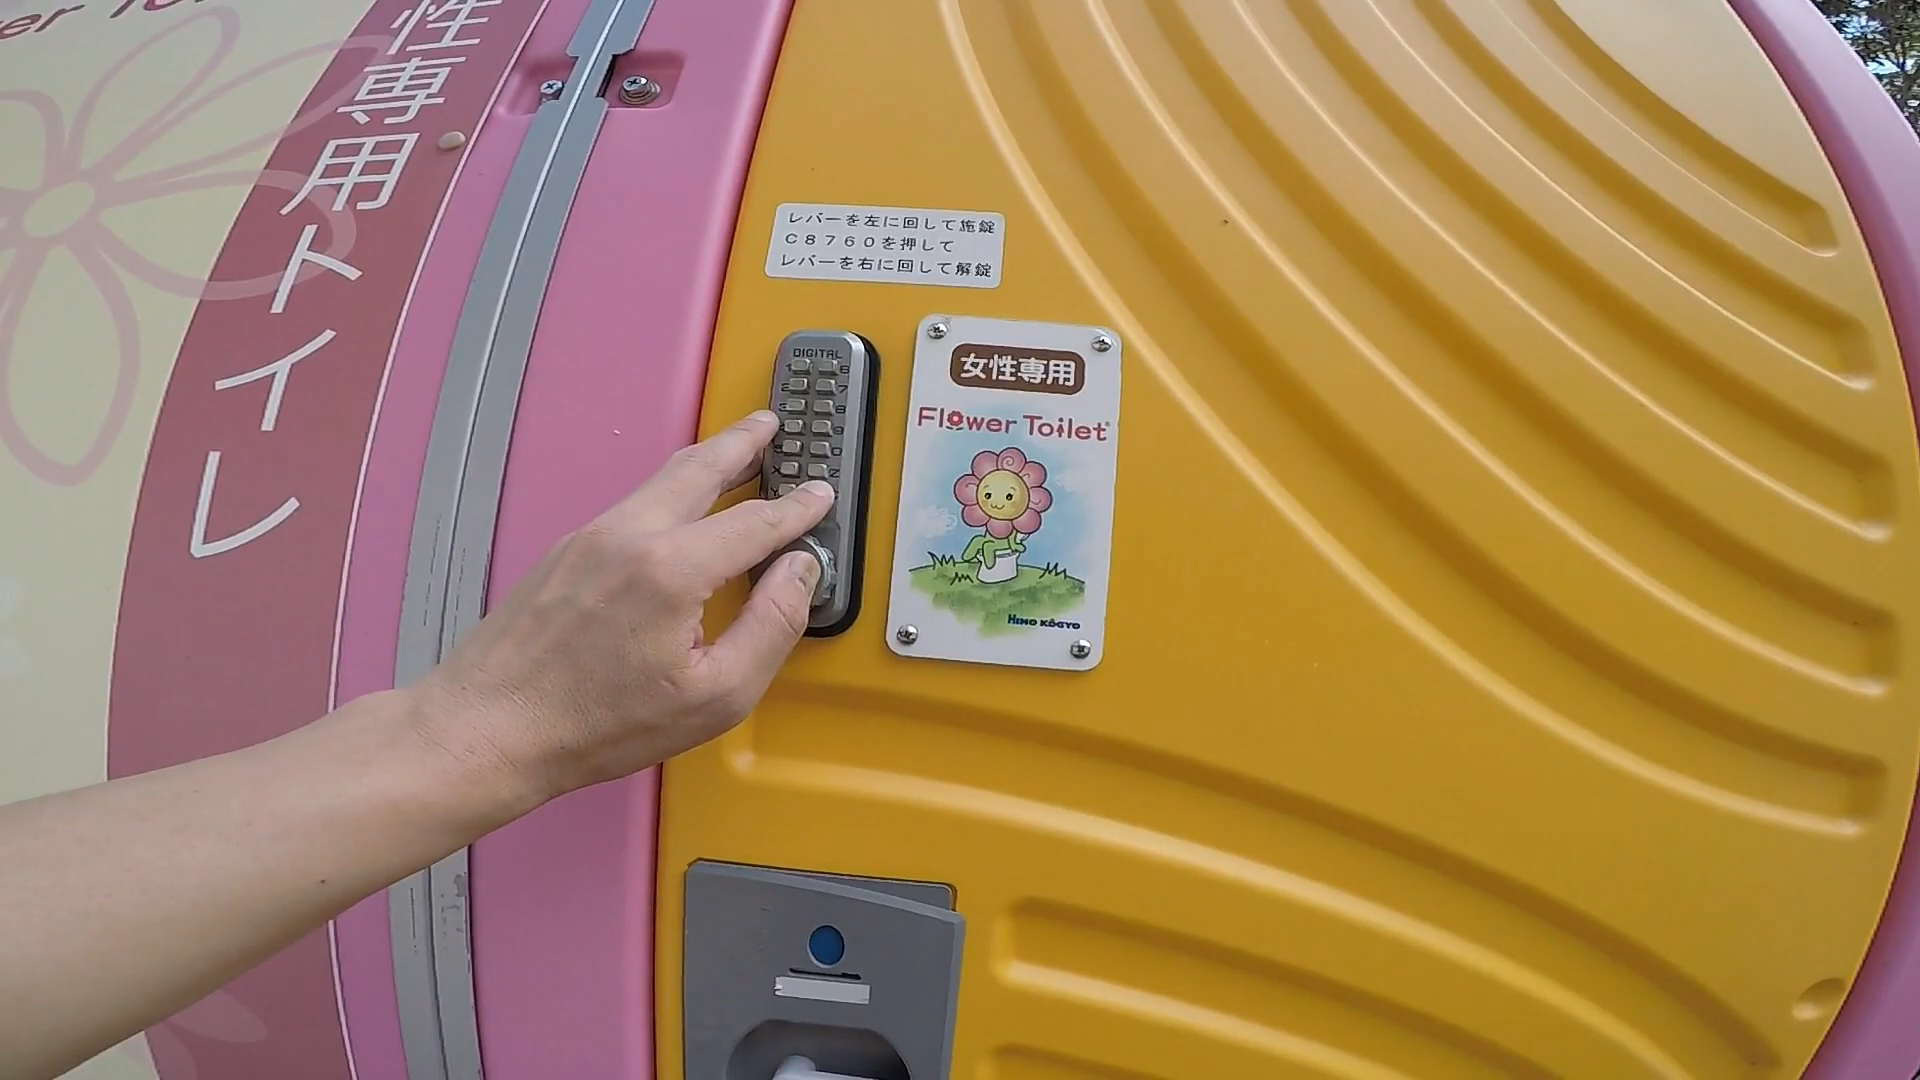 性専用トイレ
レバーを左に回して施錠
C8760を押して
レバーを右に回して解錠
DIGITAL
女性専用
Flower Toilet
HINO KŌGYO